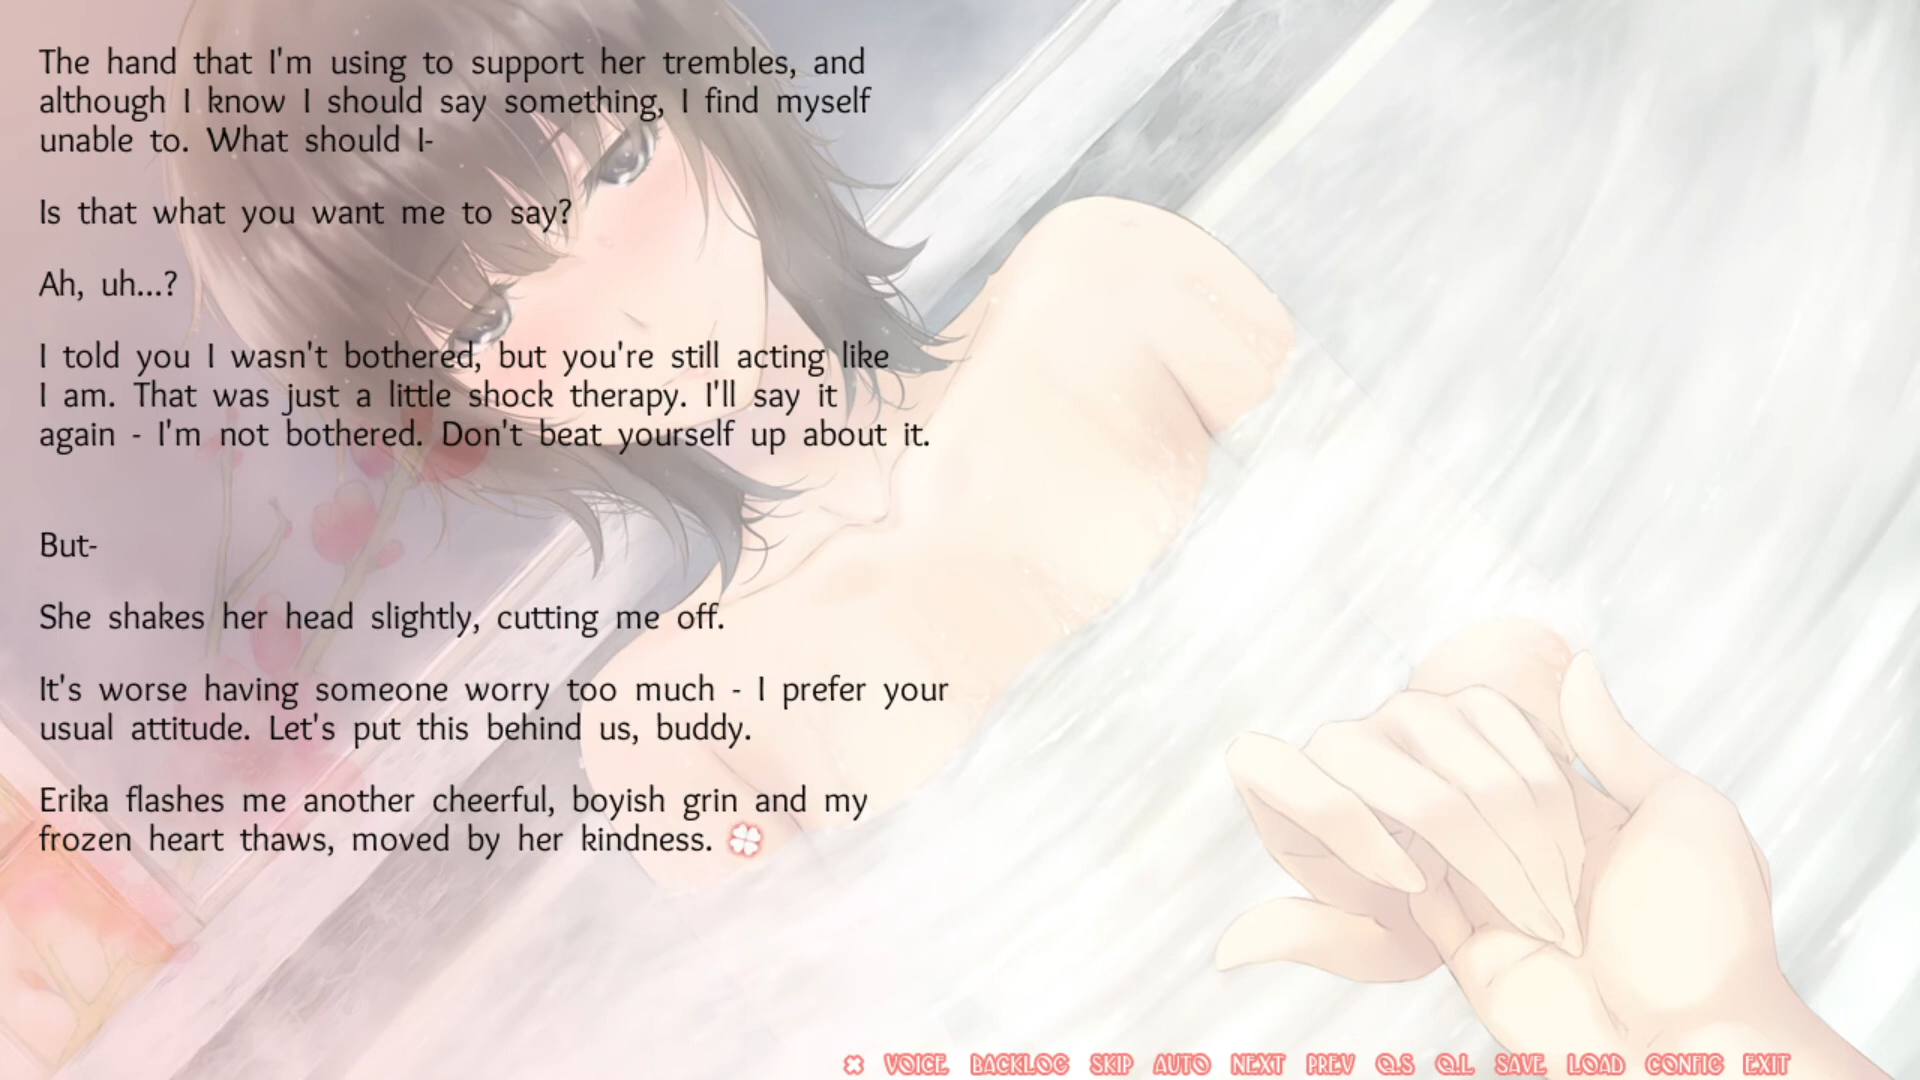 The hand that I'm using to support her trembles, and
although I know I should say something, I find myself
unable to. What should I-
Is that what you want me to say?
Ah, uh...?
I told you I wasn't bothered, but you're still acting like
I am. That was just a little shock therapy. I'll say it
again - I'm not bothered. Don't beat yourself up about it.
But-
She shakes her head slightly, cutting me off.
It's worse having someone worry too much - I prefer your
usual attitude. Let's put this behind us, buddy.
Erika flashes me another cheerful, boyish grin and my
frozen heart thaws, moved by her kindness.
VOICE BACKLOG SKIP AUTO NEXT PREV Q.S Q.L SAVE LOAD CONFIG EXIT